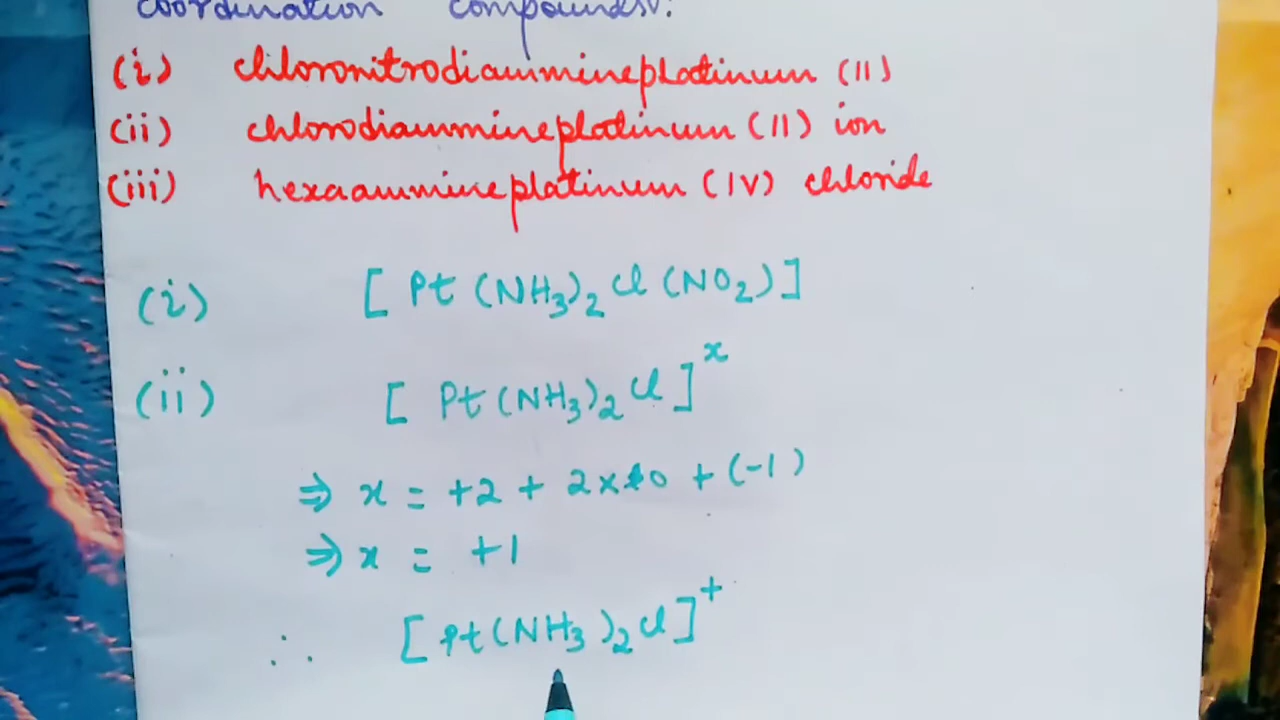 coordination compounds:
(i) chloronitrodiammineplatinum (II)
(ii) chlorodiammineplatinum (II) ion
(iii) hexaammineplatinum (IV) chloride
(i) [Pt(NH₃)₂Cl(NO₂)]
(ii) [Pt(NH₃)₂Cl]ˣ
⇒ x = +2 + 2×0 + (-1)
⇒ x = +1
∴ [Pt(NH₃)₂Cl]⁺